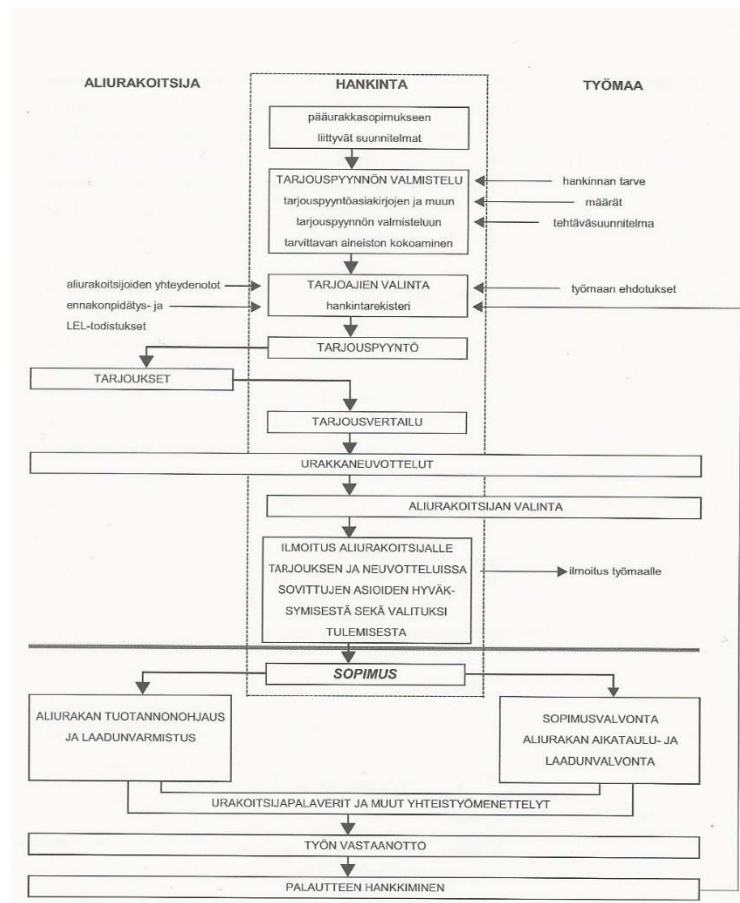 ALIURAKOITSIJA
HANKINTA
TYÖMAA
pääurakkasopimukseen
liittyvät suunnitelmat
TARJOUSPYYNNÖN VALMISTELU
tarjouspyyntöasiakirjojen ja muun
tarjouspyynnön valmisteluun
tarvittavan aineiston kokoaminen
hankinnan tarve
määrät
tehtäväsuunnitelma
aliurakoitsijoiden yhteydenotot
ennakonpidätys- ja
LEL-todistukset
TARJOAJIEN VALINTA
hankintarekisteri
työmaan ehdotukset
TARJOUSPYYNTÖ
TARJOUKSET
TARJOUSVERTAILU
URAKKANEUVOTTELUT
ALIURAKOITSIJAN VALINTA
ILMOITUS ALIURAKOITSIJALLE
TARJOUKSEN JA NEUVOTTELUISSA
SOVITTUJEN ASIOIDEN HYVÄK-
SYMISESTÄ SEKÄ VALITUKSI
TULEMISESTA
ilmoitus työmaalle
SOPIMUS
ALIURAKAN TUOTANNONOHJAUS
JA LAADUNVARMISTUS
SOPIMUSVALVONTA
ALIURAKAN AIKATAULU- JA
LAADUNVALVONTA
URAKOITSIJAPALAVERIT JA MUUT YHTEISTYÖMENETTELYT
TYÖN VASTAANOTTO
PALAUTTEEN HANKKIMINEN